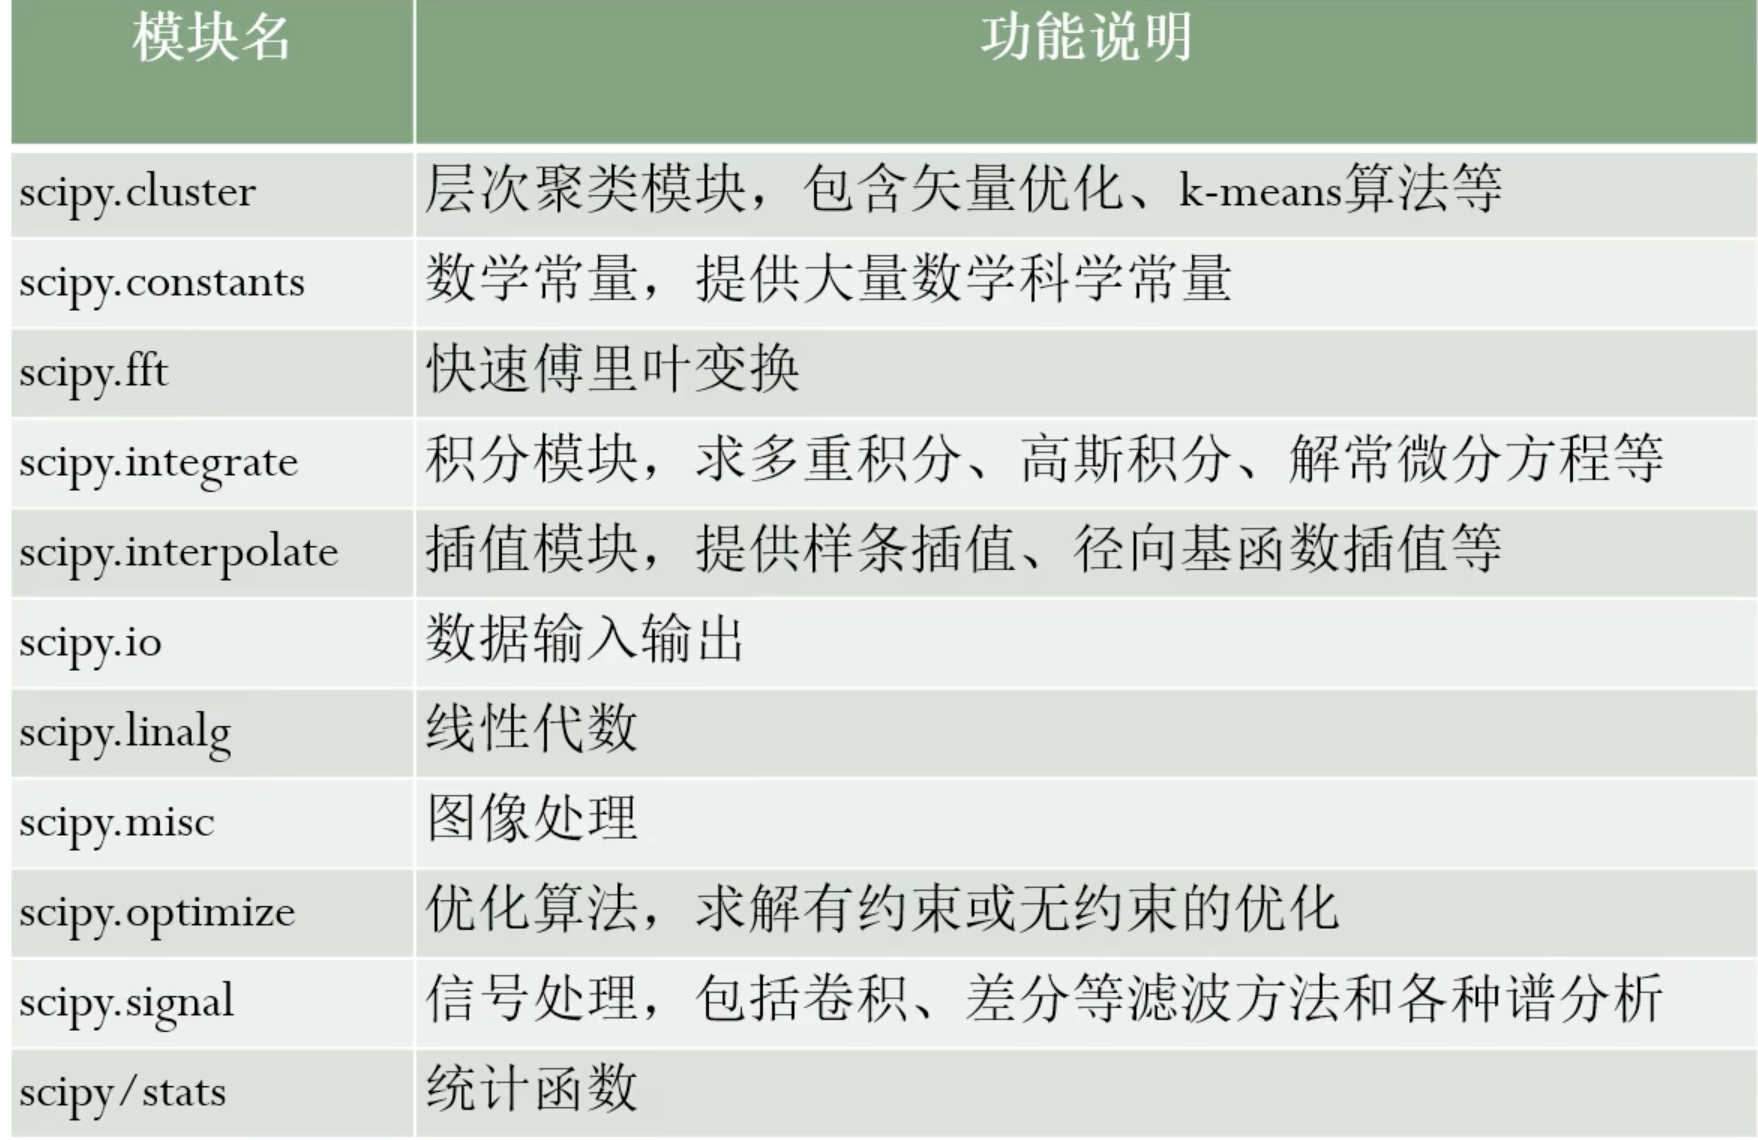 模块名 功能说明
scipy.cluster 层次聚类模块，包含矢量优化、k-means算法等
scipy.constants 数学常量，提供大量数学科学常量
scipy.fft 快速傅里叶变换
scipy.integrate 积分模块，求多重积分、高斯积分、解常微分方程等
scipy.interpolate 插值模块，提供样条插值、径向基函数插值等
scipy.io 数据输入输出
scipy.linalg 线性代数
scipy.misc 图像处理
scipy.optimize 优化算法，求解有约束或无约束的优化
scipy.signal 信号处理，包括卷积、差分等滤波方法和各种谱分析
scipy/stats 统计函数